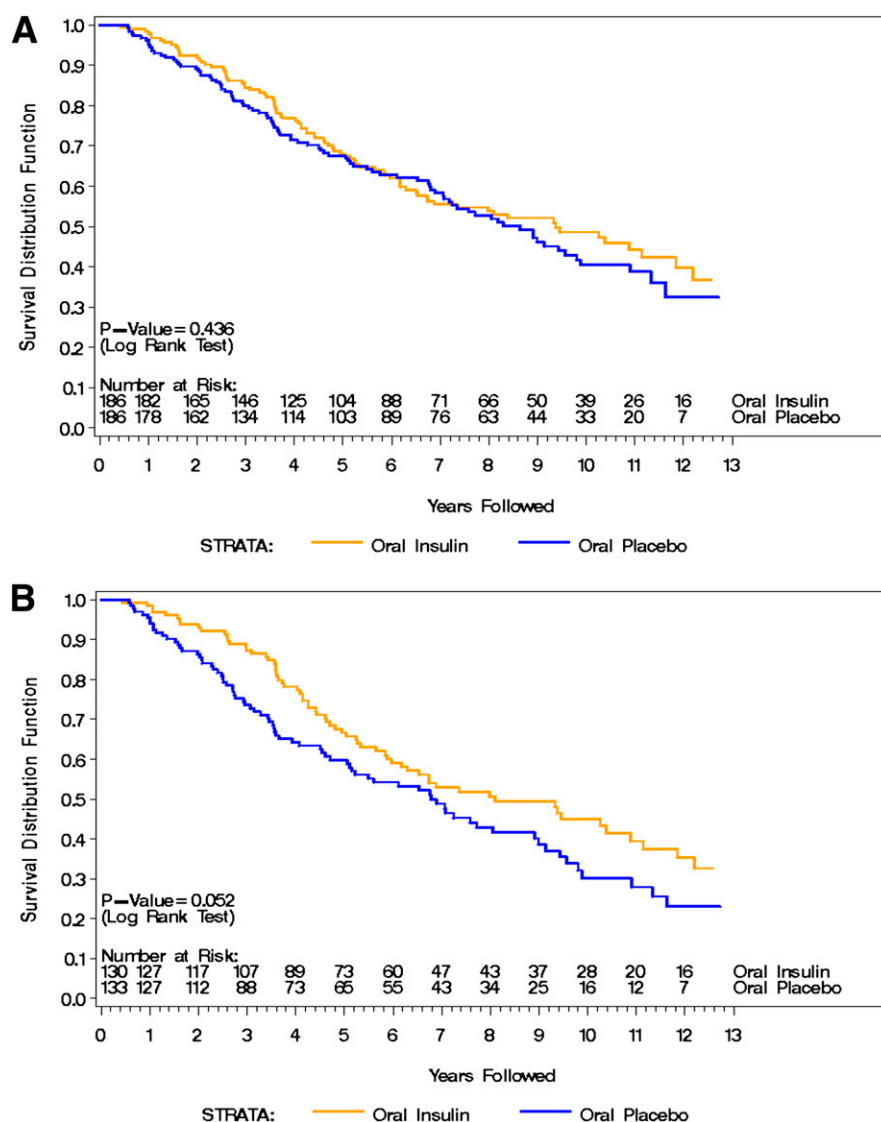 A
Survival Distribution Function
1.0
0.9
0.8
0.7
0.6
0.5
0.4
0.3
0.2
0.1
0.0
P-Value=0.436
(Log Rank Test)
Number at Risk:
186 182 165 146 125 104 88 71 66 50 39 26 16 Oral Insulin
186 178 162 134 114 103 89 76 63 44 33 20 7 Oral Placebo
0 1 2 3 4 5 6 7 8 9 10 11 12 13
Years Followed
STRATA: Oral Insulin Oral Placebo
B
Survival Distribution Function
1.0
0.9
0.8
0.7
0.6
0.5
0.4
0.3
0.2
0.1
0.0
P-Value=0.052
(Log Rank Test)
Number at Risk:
130 127 117 107 89 73 60 47 43 37 28 20 16 Oral Insulin
133 127 112 88 73 65 55 43 34 25 16 12 7 Oral Placebo
0 1 2 3 4 5 6 7 8 9 10 11 12 13
Years Followed
STRATA: Oral Insulin Oral Placebo